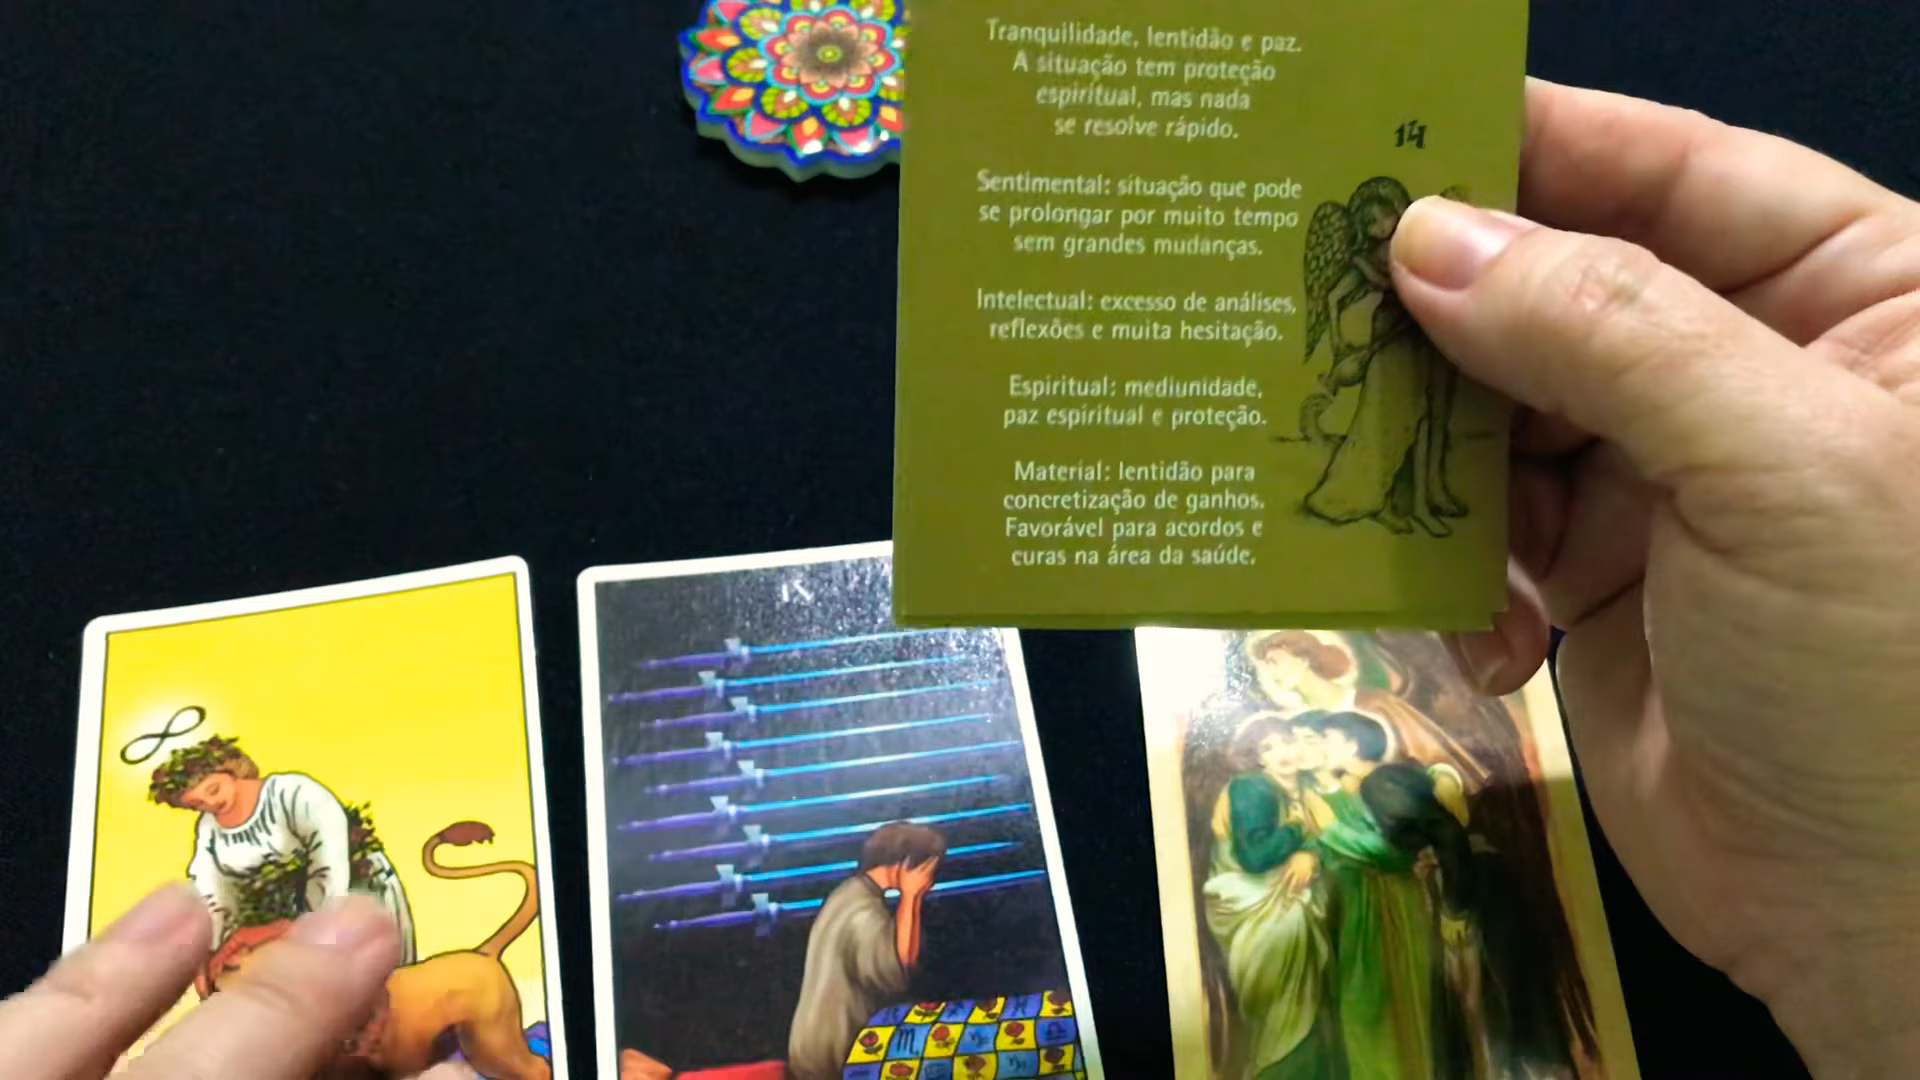 Tranquilidade, lentidão e paz.
A situação tem proteção
espiritual, mas nada
se resolve rápido.
14
Sentimental: situação que pode
se prolongar por muito tempo
sem grandes mudanças.
Intelectual: excesso de análises,
reflexões e muita hesitação.
Espiritual: mediunidade,
paz espiritual e proteção.
Material: lentidão para
concretização de ganhos.
Favorável para acordos e
curas na área da saúde.